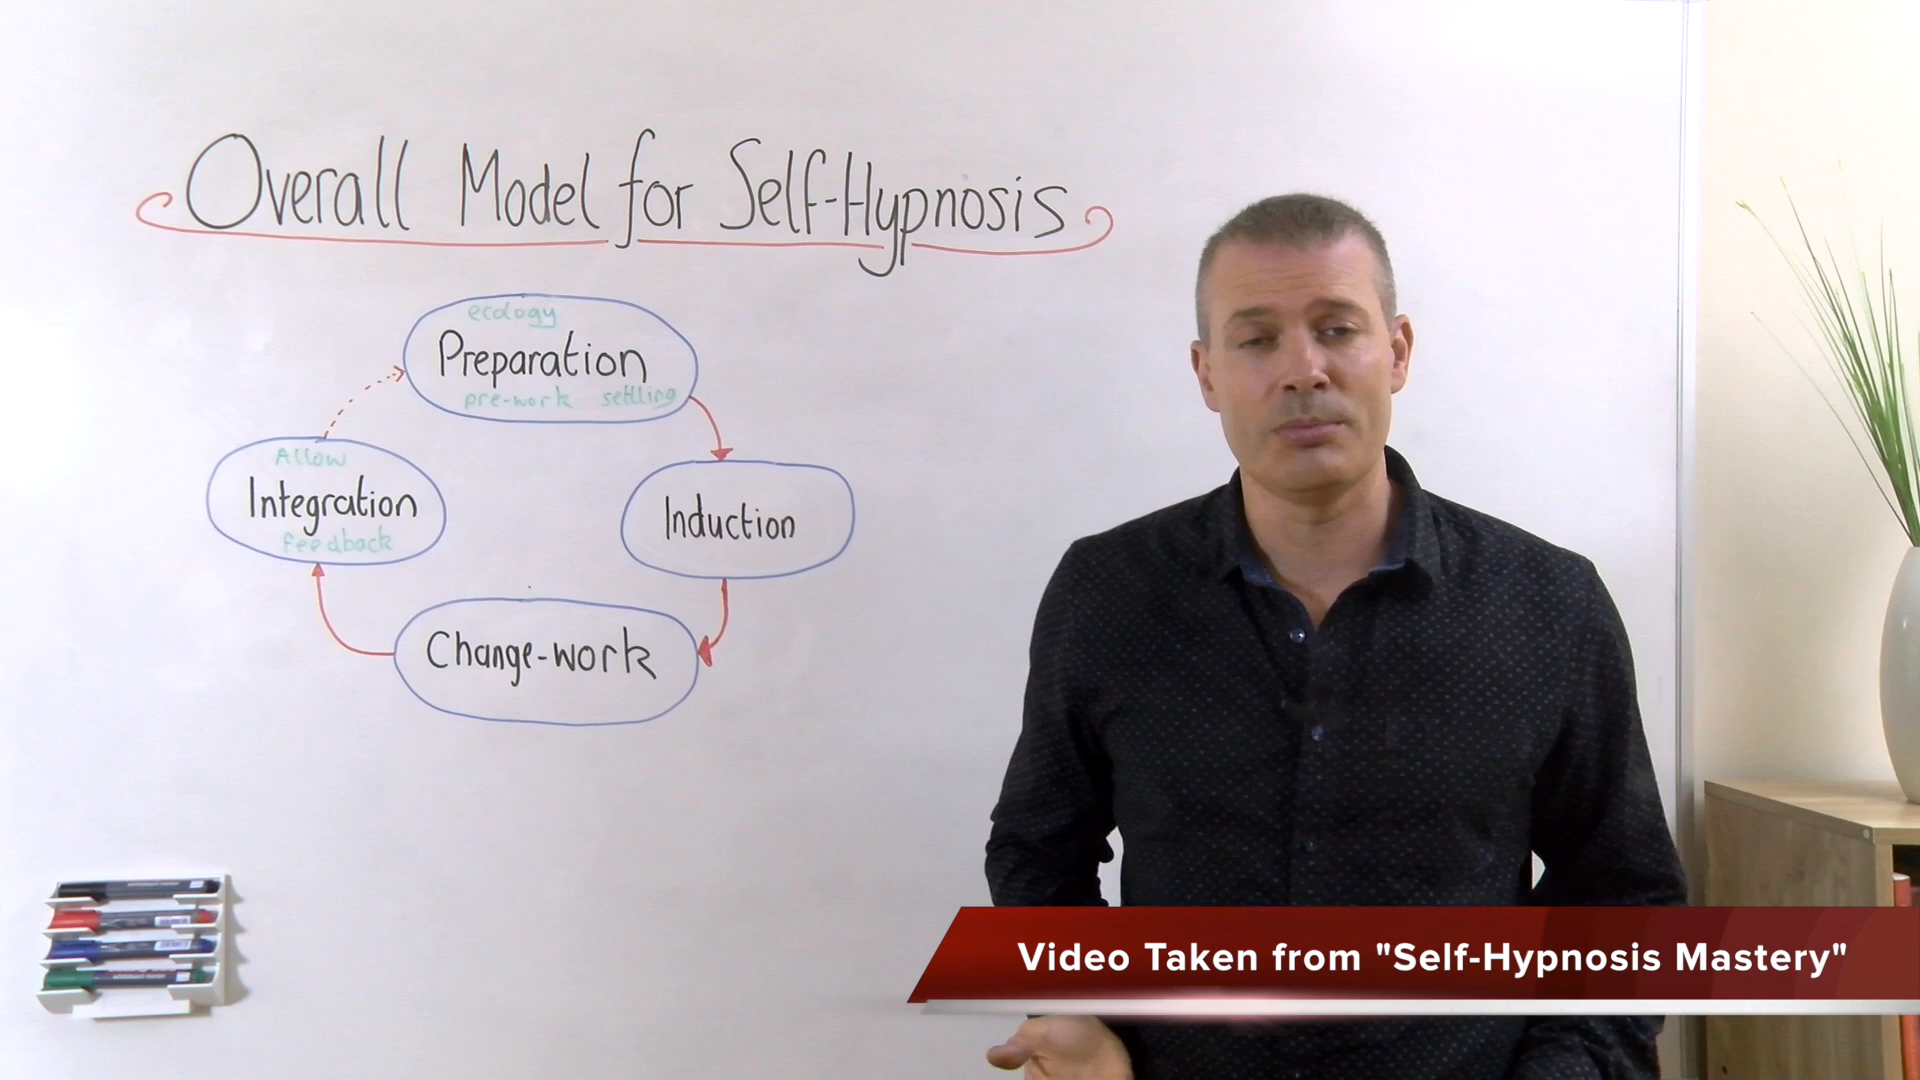 Overall Model for Self-Hypnosis
ecology
Preparation
pre-work settling
Allow
Integration
feedback
Induction
Change-work
Video Taken from "Self-Hypnosis Mastery"